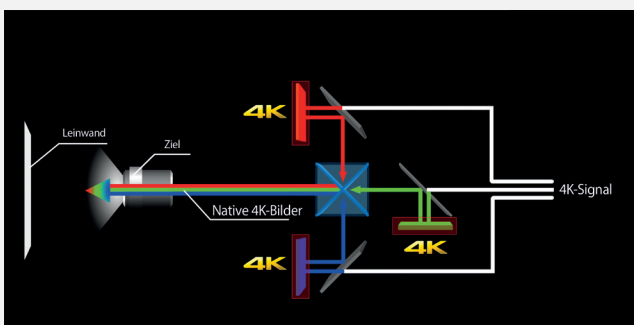 4K
Leinwand
Ziel
4K-Signal
Native 4K-Bilder
4K
4K